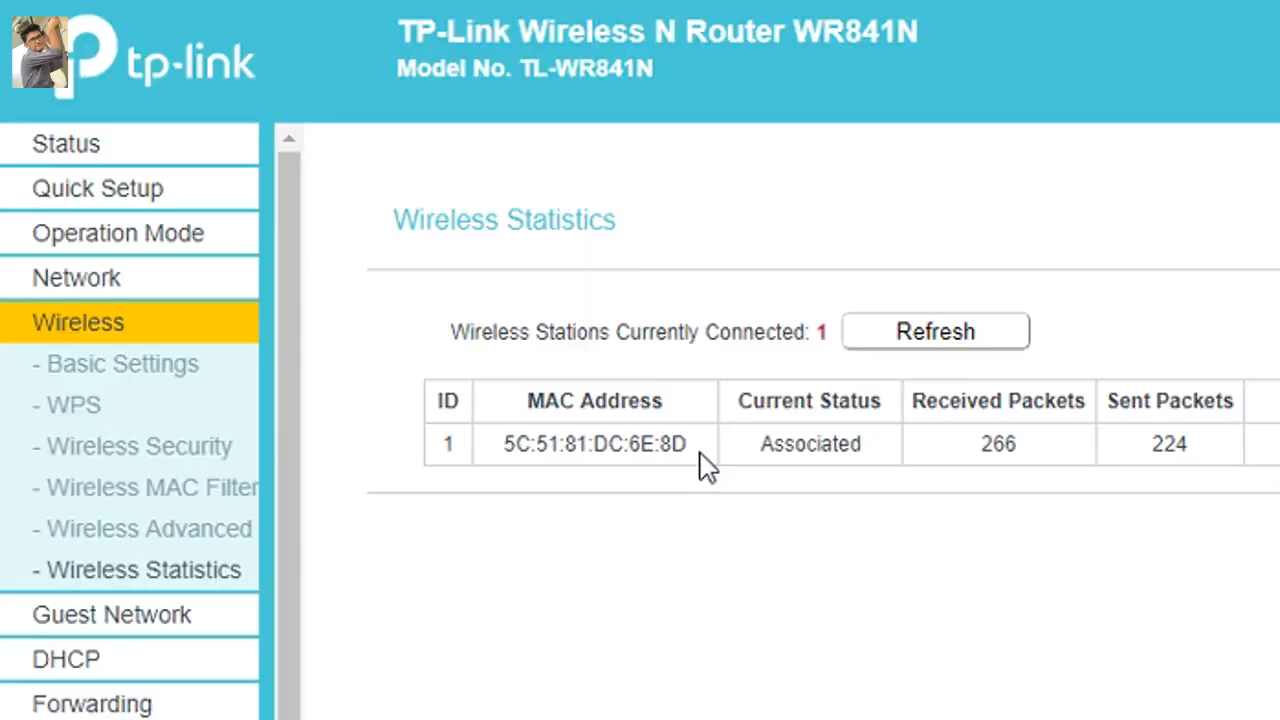 tp-link
TP-Link Wireless N Router WR841N
Model No. TL-WR841N
Status
Quick Setup
Operation Mode
Network
Wireless
- Basic Settings
- WPS
- Wireless Security
- Wireless MAC Filter
- Wireless Advanced
- Wireless Statistics
Guest Network
DHCP
Forwarding
Wireless Statistics
Wireless Stations Currently Connected: 1 Refresh
ID MAC Address Current Status Received Packets Sent Packets
1 5C:51:81:DC:6E:8D Associated 266 224